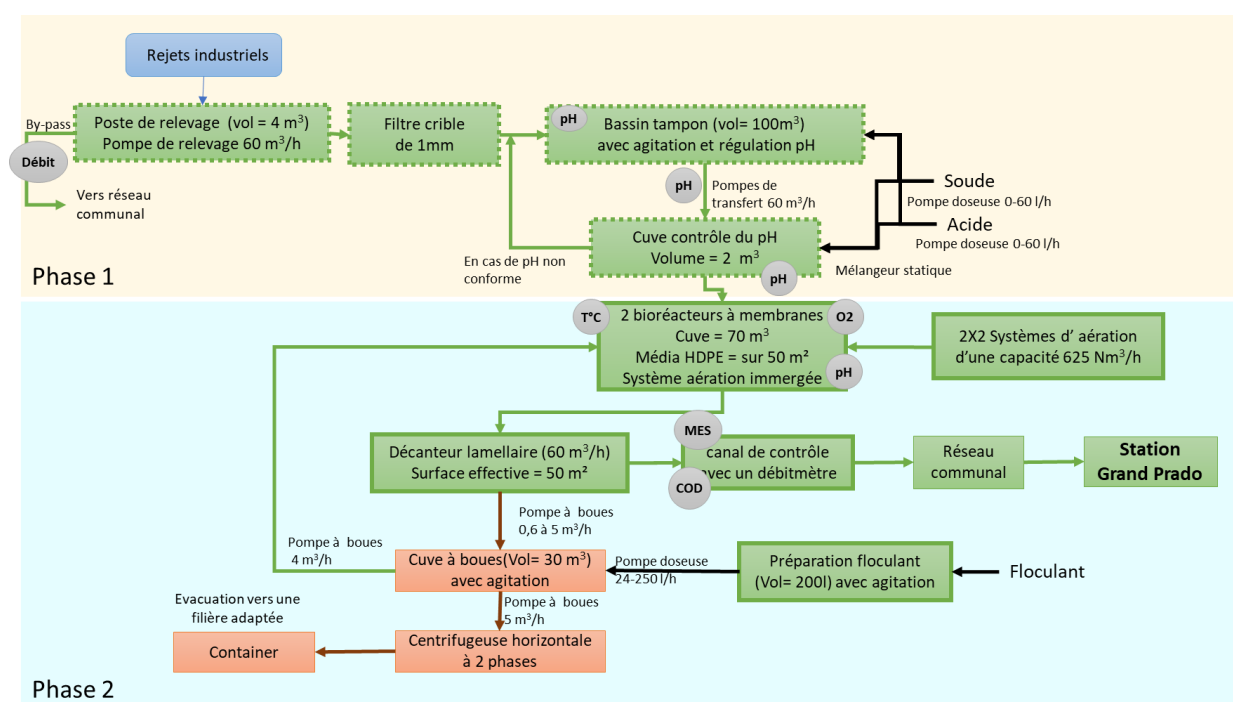 Rejets industriels
By-pass
Débit
Vers réseau
communal
Poste de relevage (vol = 4 m³)
Pompe de relevage 60 m³/h
Filtre crible
de 1mm
pH
Bassin tampon (vol= 100m³)
avec agitation et régulation pH
pH
Pompes de
transfert 60 m³/h
Soude
Pompe doseuse 0-60 l/h
Acide
Pompe doseuse 0-60 l/h
Cuve contrôle du pH
Volume = 2 m³
pH
Mélangeur statique
En cas de pH non
conforme
Phase 1
T°C
2 bioréacteurs à membranes
Cuve = 70 m³
Média HDPE = sur 50 m²
Système aération immergée
O2
pH
2X2 Systèmes d’ aération
d’une capacité 625 Nm³/h
Décanteur lamellaire (60 m³/h)
Surface effective = 50 m²
MES
canal de contrôle
avec un débitmètre
COD
Réseau
communal
Station
Grand Prado
Pompe à boues
0,6 à 5 m³/h
Pompe à boues
4 m³/h
Cuve à boues(Vol= 30 m³)
avec agitation
Pompe doseuse
24-250 l/h
Préparation floculant
(Vol= 200l) avec agitation
Floculant
Pompe à boues
5 m³/h
Evacuation vers une
filière adaptée
Container
Centrifugeuse horizontale
à 2 phases
Phase 2